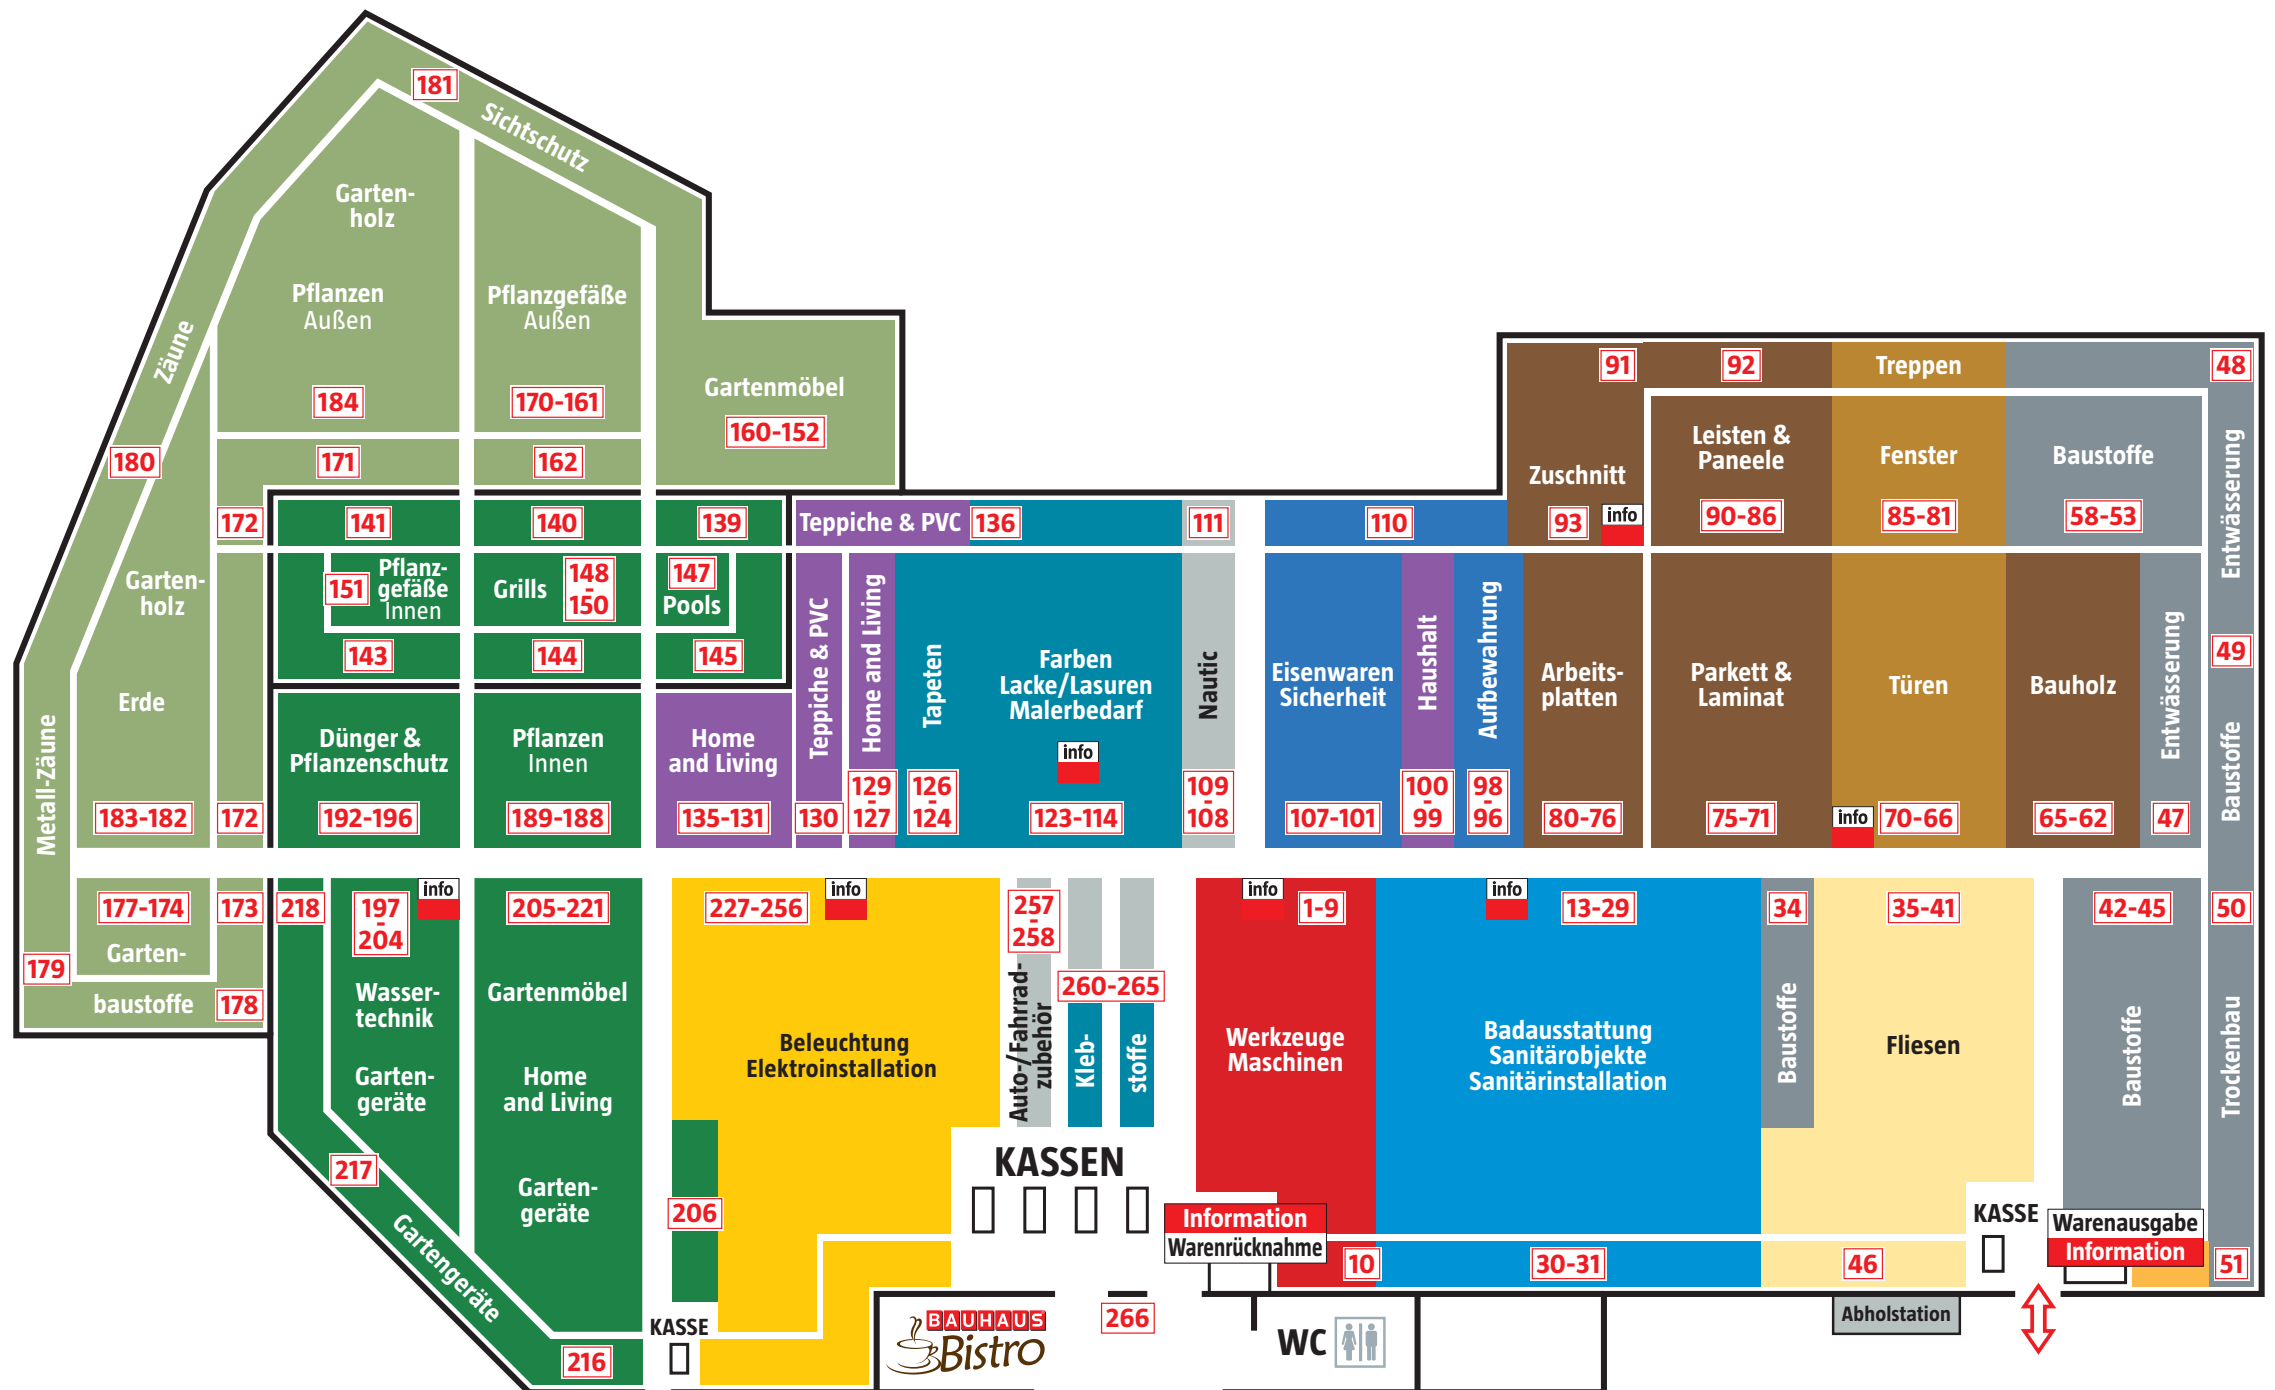 181
Sichtschutz
Garten-
holz
Pflanzen
Außen
184
Pflanzgefäße
Außen
170-161
Gartenmöbel
160-152
Zäune
180
171
162
172
141
140
139
Garten-
holz
151
Pflanz-
gefäße
Innen
Grills
148
-
150
147
Pools
143
144
145
Erde
183-182
172
Metall-Zäune
Dünger &
Pflanzenschutz
192-196
Pflanzen
Innen
189-188
Home
and Living
135-131
Teppiche & PVC
136
111
Teppiche & PVC
130
Home and Living
129
-
127
Tapeten
126
-
124
Farben
Lacke/Lasuren
Malerbedarf
info
123-114
Nautic
109
-
108
110
Eisenwaren
Sicherheit
107-101
Haushalt
100
-
99
Aufbewahrung
98
-
96
91
Zuschnitt
93
info
92
Leisten &
Paneele
90-86
Treppen
Fenster
85-81
Baustoffe
58-53
48
Entwässerung
Arbeits-
platten
80-76
Parkett &
Laminat
75-71
info
Türen
70-66
Bauholz
65-62
Entwässerung
47
49
Baustoffe
177-174
173
Garten-
baustoffe
179
178
218
197
-
204
info
Wasser-
technik
Garten-
geräte
217
Gartengeräte
216
205-221
Gartenmöbel
Home
and Living
Garten-
geräte
227-256
info
Beleuchtung
Elektroinstallation
206
KASSE
257
-
258
Auto-/Fahrrad-
zubehör
260-265
Kleb-
stoffe
KASSEN
info
1-9
Werkzeuge
Maschinen
Information
Warenrücknahme
10
info
13-29
Badausstattung
Sanitärobjekte
Sanitärinstallation
30-31
34
Baustoffe
35-41
Fliesen
46
KASSE
42-45
Baustoffe
Warenausgabe
Information
50
Trockenbau
51
BAUHAUS
Bistro
266
WC
Abholstation